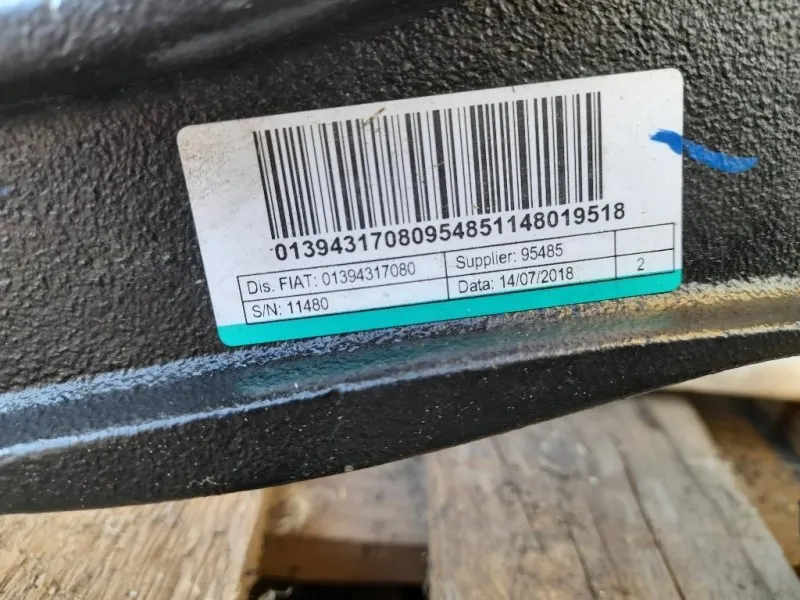 01394317080954851148019518
Dis. FIAT: 01394317080 Supplier: 95485
S/N: 11480 Data: 14/07/2018 2